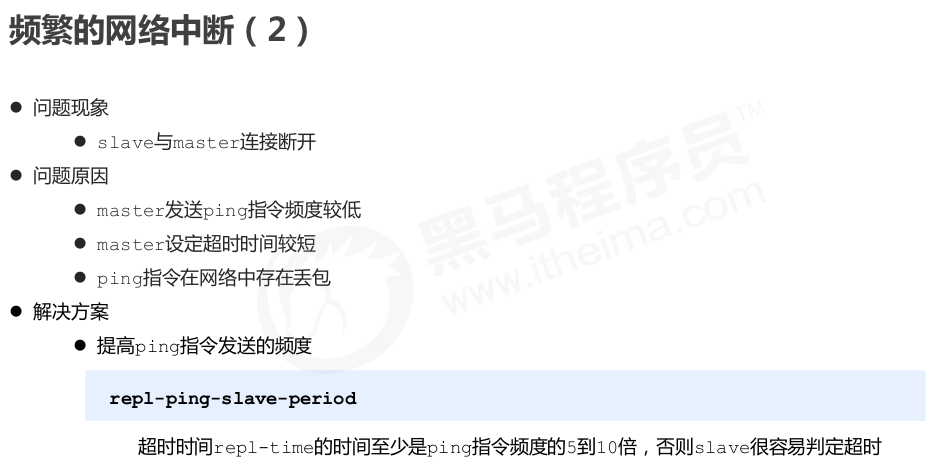 频繁的网络中断（2）
● 问题现象
● slave与master连接断开
● 问题原因
● master发送ping指令频度较低
● master设定超时时间较短
● ping指令在网络中存在丢包
● 解决方案
● 提高ping指令发送的频度
repl-ping-slave-period
超时时间repl-time的时间至少是ping指令频度的5到10倍，否则slave很容易判定超时
黑马程序员™
www.itheima.com